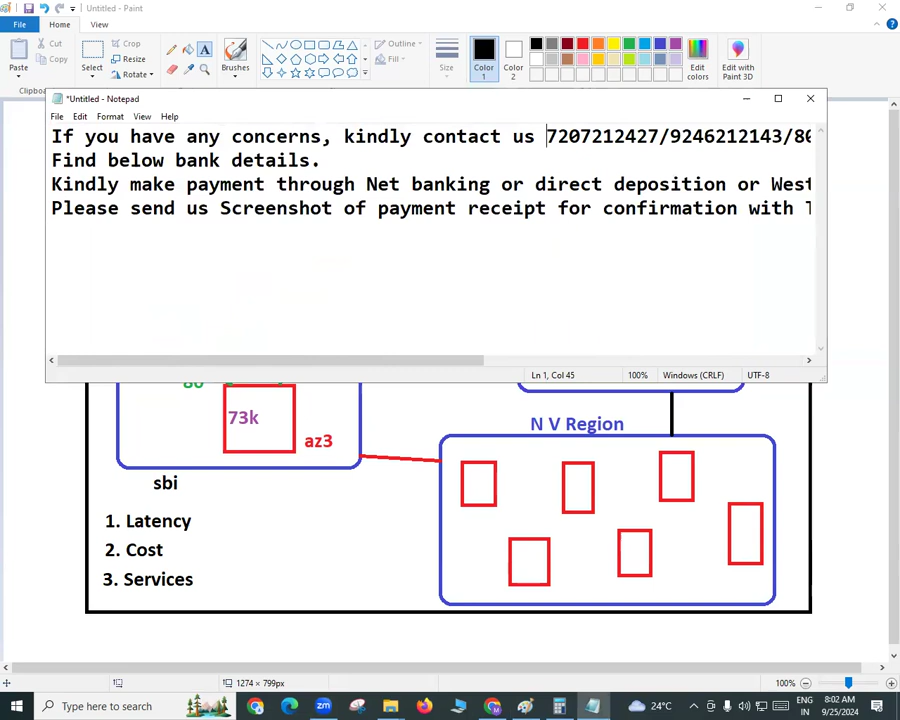 Untitled - Paint
File Home View
Paste
Cut
Copy
Clipboard
Select
Crop
Resize
Rotate
Brushes
Outline
Fill
Size
Color 1
Color 2
Edit colors
Edit with Paint 3D
*Untitled - Notepad
File Edit Format View Help
If you have any concerns, kindly contact us 7207212427/9246212143/80
Find below bank details.
Kindly make payment through Net banking or direct deposition or West
Please send us Screenshot of payment receipt for confirmation with T
Ln 1, Col 45 100% Windows (CRLF) UTF-8
80
73k
az3
sbi
N V Region
1. Latency
2. Cost
3. Services
1274 × 799px
100%
Type here to search
24°C
ENG
IN
8:02 AM
9/25/2024